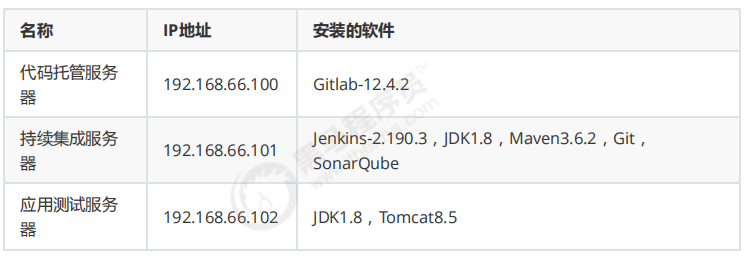 名称 IP地址 安装的软件
代码托管服务
器
192.168.66.100 Gitlab-12.4.2
持续集成服务
器
192.168.66.101
Jenkins-2.190.3，JDK1.8，Maven3.6.2，Git，
SonarQube
应用测试服务
器
192.168.66.102 JDK1.8，Tomcat8.5
黑马程序员™